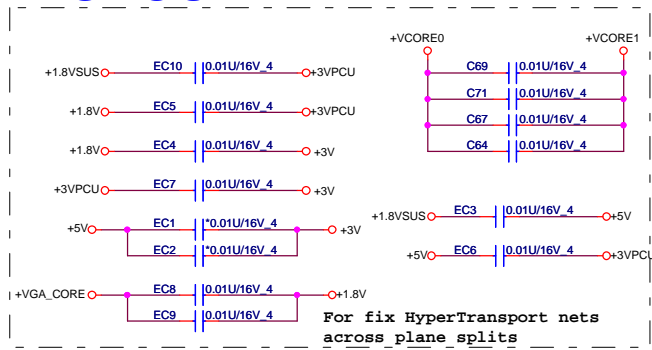 +VCORE0 +VCORE1
+1.8VSUS EC10 0.01U/16V_4 +3VPCU
C69 0.01U/16V_4
+1.8V EC5 0.01U/16V_4 +3VPCU
C71 0.01U/16V_4
C67 0.01U/16V_4
+1.8V EC4 0.01U/16V_4 +3V
C64 0.01U/16V_4
+3VPCU EC7 0.01U/16V_4 +3V
+1.8VSUS EC3 0.01U/16V_4 +5V
+5V EC1 *0.01U/16V_4 +3V
EC2 *0.01U/16V_4
+5V EC6 0.01U/16V_4 +3VPCU
+VGA_CORE EC8 0.01U/16V_4 +1.8V
EC9 0.01U/16V_4
For fix HyperTransport nets
across plane splits